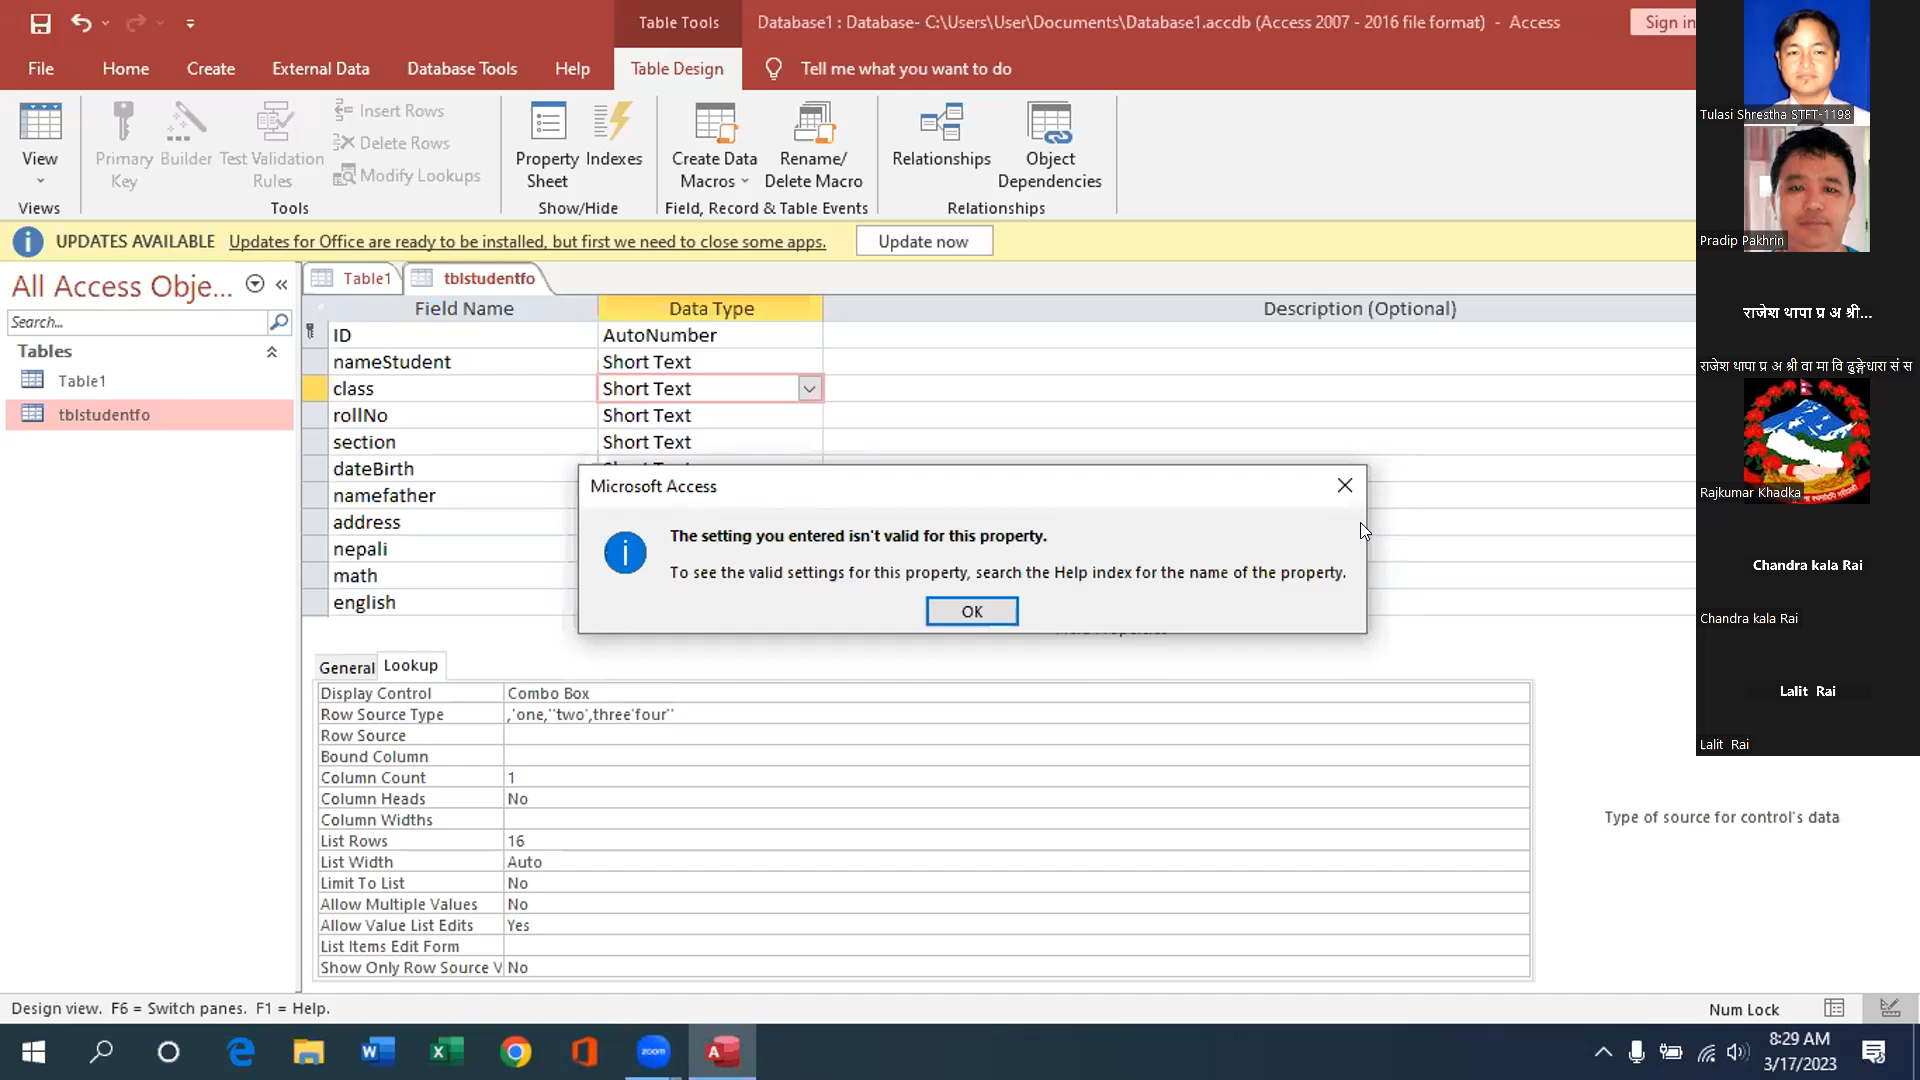 Table Tools
Database1 : Database- C:\Users\User\Documents\Database1.accdb (Access 2007 - 2016 file format) - Access
Sign in
File
Home
Create
External Data
Database Tools
Help
Table Design
Tell me what you want to do
View
Primary Key
Builder
Test Validation Rules
Insert Rows
Delete Rows
Modify Lookups
Property Sheet
Indexes
Create Data Macros
Rename/ Delete Macro
Relationships
Object Dependencies
Views
Tools
Show/Hide
Field, Record & Table Events
Relationships
UPDATES AVAILABLE
Updates for Office are ready to be installed, but first we need to close some apps.
Update now
All Access Obje...
Search...
Tables
Table1
tblstudentfo
Table1
tblstudentfo
Field Name
Data Type
Description (Optional)
ID
AutoNumber
nameStudent
Short Text
class
Short Text
rollNo
Short Text
section
Short Text
dateBirth
namefather
address
nepali
math
english
Microsoft Access
The setting you entered isn't valid for this property.
To see the valid settings for this property, search the Help index for the name of the property.
OK
General
Lookup
Display Control
Combo Box
Row Source Type
,'one,''two',three'four''
Row Source
Bound Column
Column Count
1
Column Heads
No
Column Widths
List Rows
16
List Width
Auto
Limit To List
No
Allow Multiple Values
No
Allow Value List Edits
Yes
List Items Edit Form
Show Only Row Source V
No
Type of source for control's data
Tulasi Shrestha STFT-1198
Pradip Pakhrin
राजेश थापा प्र अ श्री...
राजेश थापा प्र अ श्री वा मा वि ढुङ्गेधारा सं स
Rajkumar Khadka
Chandra kala Rai
Chandra kala Rai
Lalit Rai
Lalit Rai
Design view. F6 = Switch panes. F1 = Help.
Num Lock
zoom
8:29 AM
3/17/2023